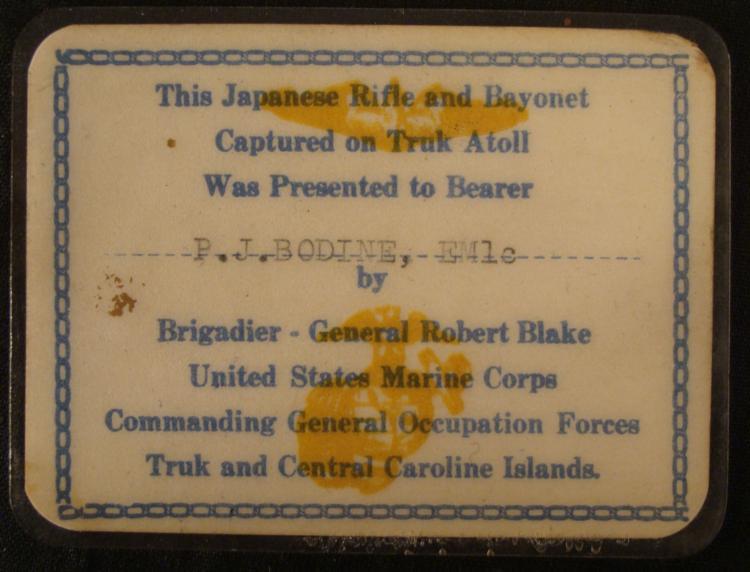 This Japanese Rifle and Bayonet
Captured on Truk Atoll
Was Presented to Bearer
P.J.BODINE, EM1c
by
Brigadier - General Robert Blake
United States Marine Corps
Commanding General Occupation Forces
Truk and Central Caroline Islands.